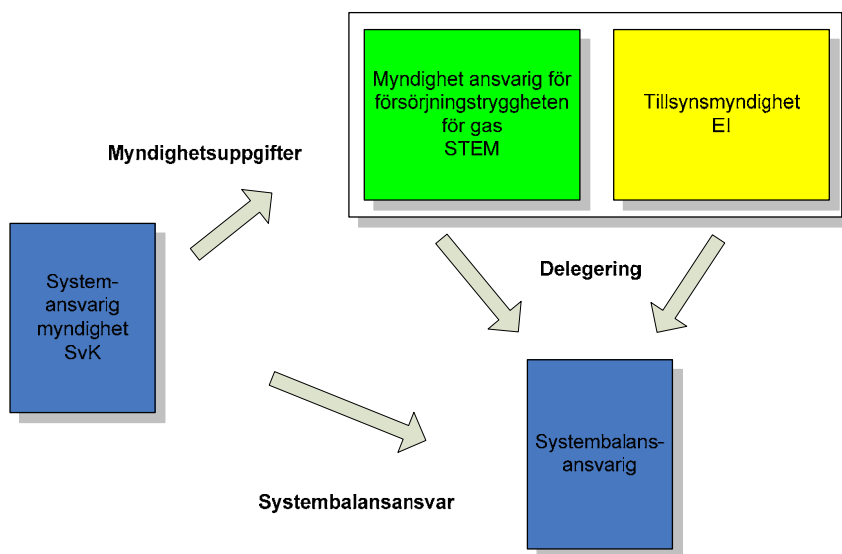 Myndighet ansvarig för
försörjningstryggheten
för gas
STEM
Tillsynsmyndighet
EI
Myndighetsuppgifter
System-
ansvarig
myndighet
SvK
Delegering
Systembalans-
ansvarig
Systembalansansvar